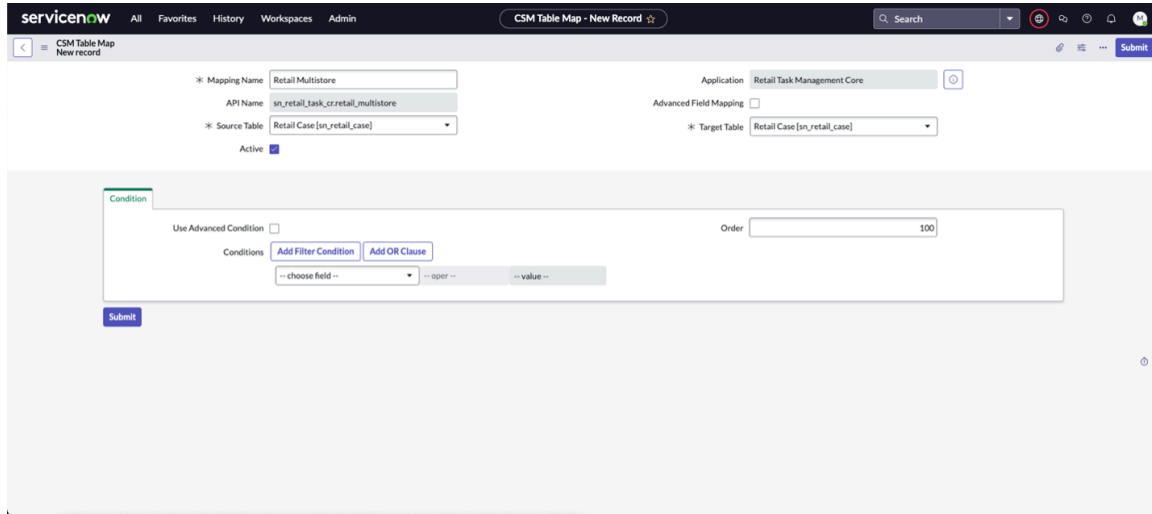 servicenow All Favorites History Workspaces Admin CSM Table Map - New Record Search M
CSM Table Map
New record
Submit
Mapping Name Retail Multistore Application Retail Task Management Core
API Name sn_retail_task_cr.retail_multistore Advanced Field Mapping
Source Table Retail Case [sn_retail_case] Target Table Retail Case [sn_retail_case]
Active
Condition
Use Advanced Condition Order 100
Conditions Add Filter Condition Add OR Clause
-- choose field -- -- oper -- -- value --
Submit